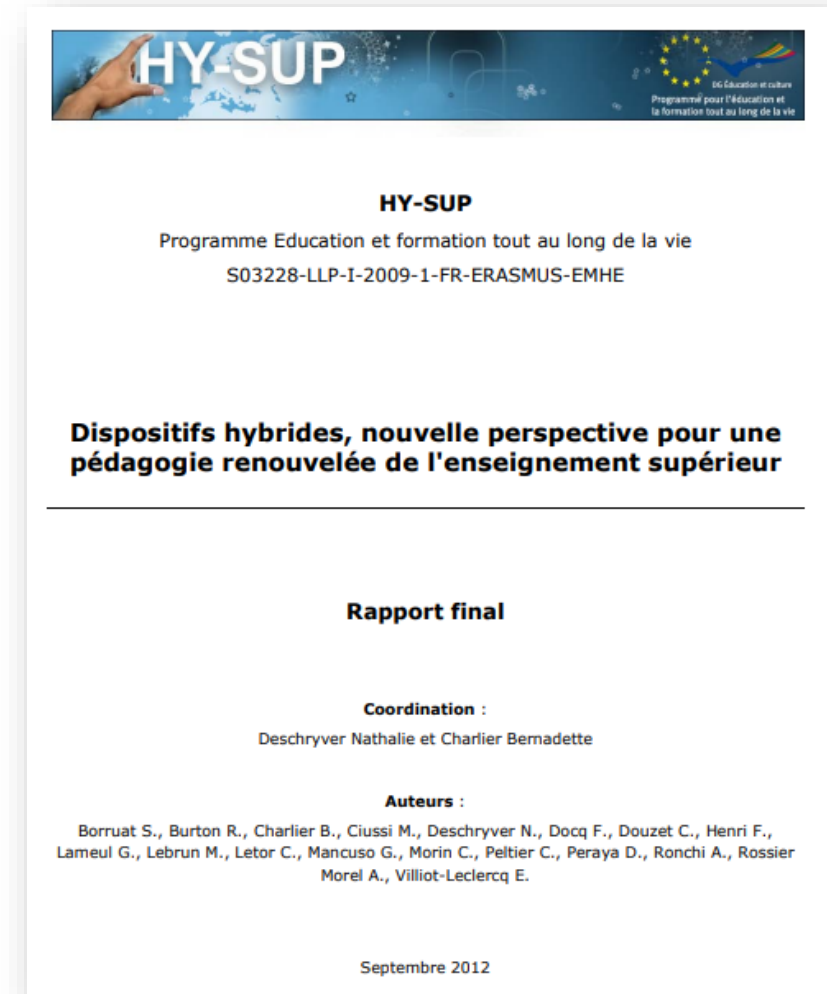 HY-SUP
DG Éducation et culture
Programme pour l'éducation et
la formation tout au long de la vie
HY-SUP
Programme Education et formation tout au long de la vie
S03228-LLP-I-2009-1-FR-ERASMUS-EMHE
Dispositifs hybrides, nouvelle perspective pour une
pédagogie renouvelée de l'enseignement supérieur
Rapport final
Coordination :
Deschryver Nathalie et Charlier Bernadette
Auteurs :
Borruat S., Burton R., Charlier B., Ciussi M., Deschryver N., Docq F., Douzet C., Henri F.,
Lameul G., Lebrun M., Letor C., Mancuso G., Morin C., Peltier C., Peraya D., Ronchi A., Rossier
Morel A., Villiot-Leclercq E.
Septembre 2012